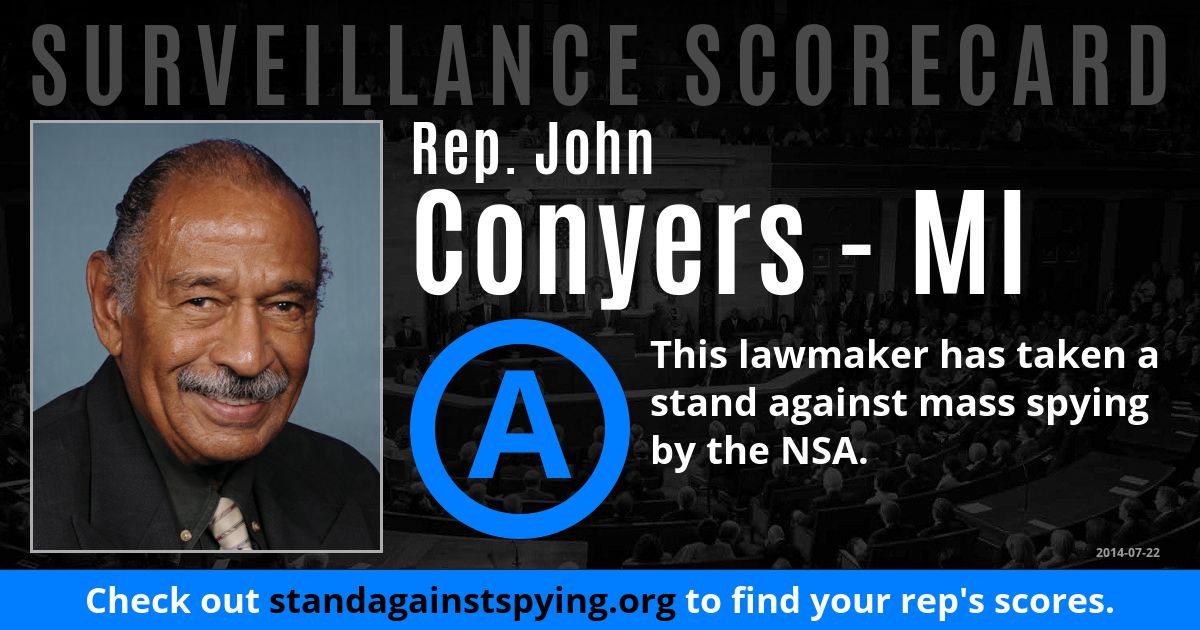 SURVEILLANCE SCORECARD
Rep. John
Conyers - MI
A
This lawmaker has taken a
stand against mass spying
by the NSA.
2014-07-22
Check out standagainstspying.org to find your rep's scores.